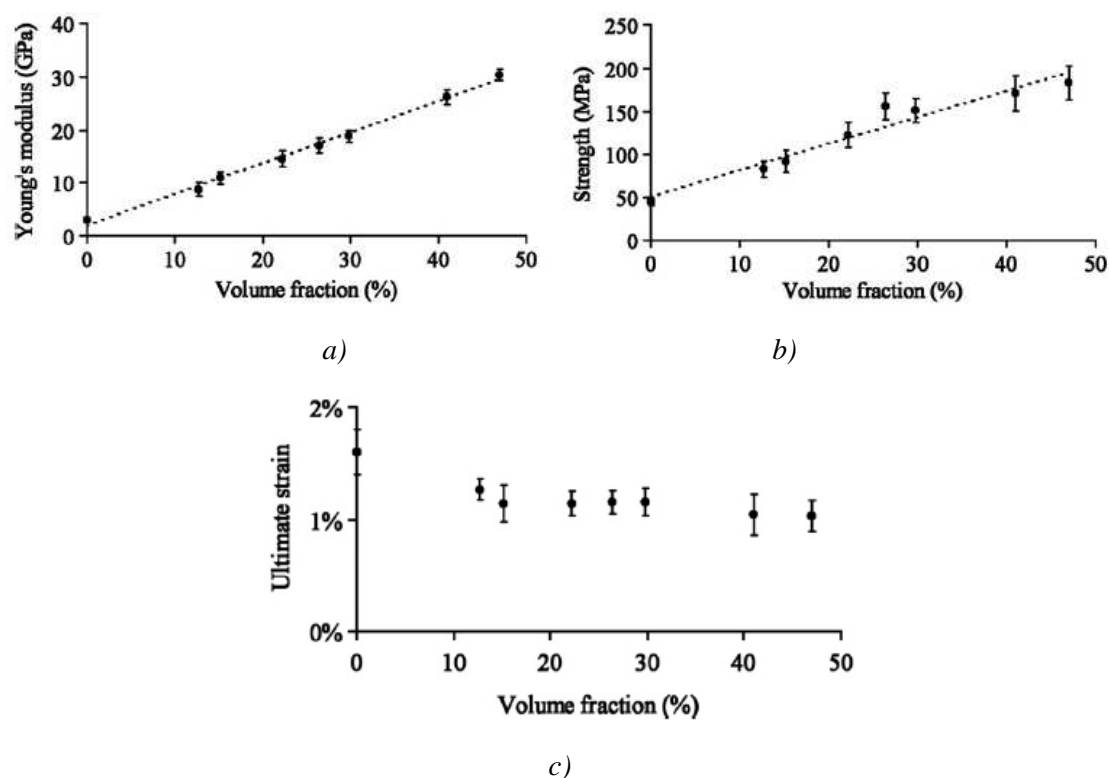 Young's modulus (GPa)
40
30
20
10
0
0 10 20 30 40 50
Volume fraction (%)
a)
Strength (MPa)
250
200
150
100
50
0
0 10 20 30 40 50
Volume fraction (%)
b)
Ultimate strain
2%
1%
0%
0 10 20 30 40 50
Volume fraction (%)
c)